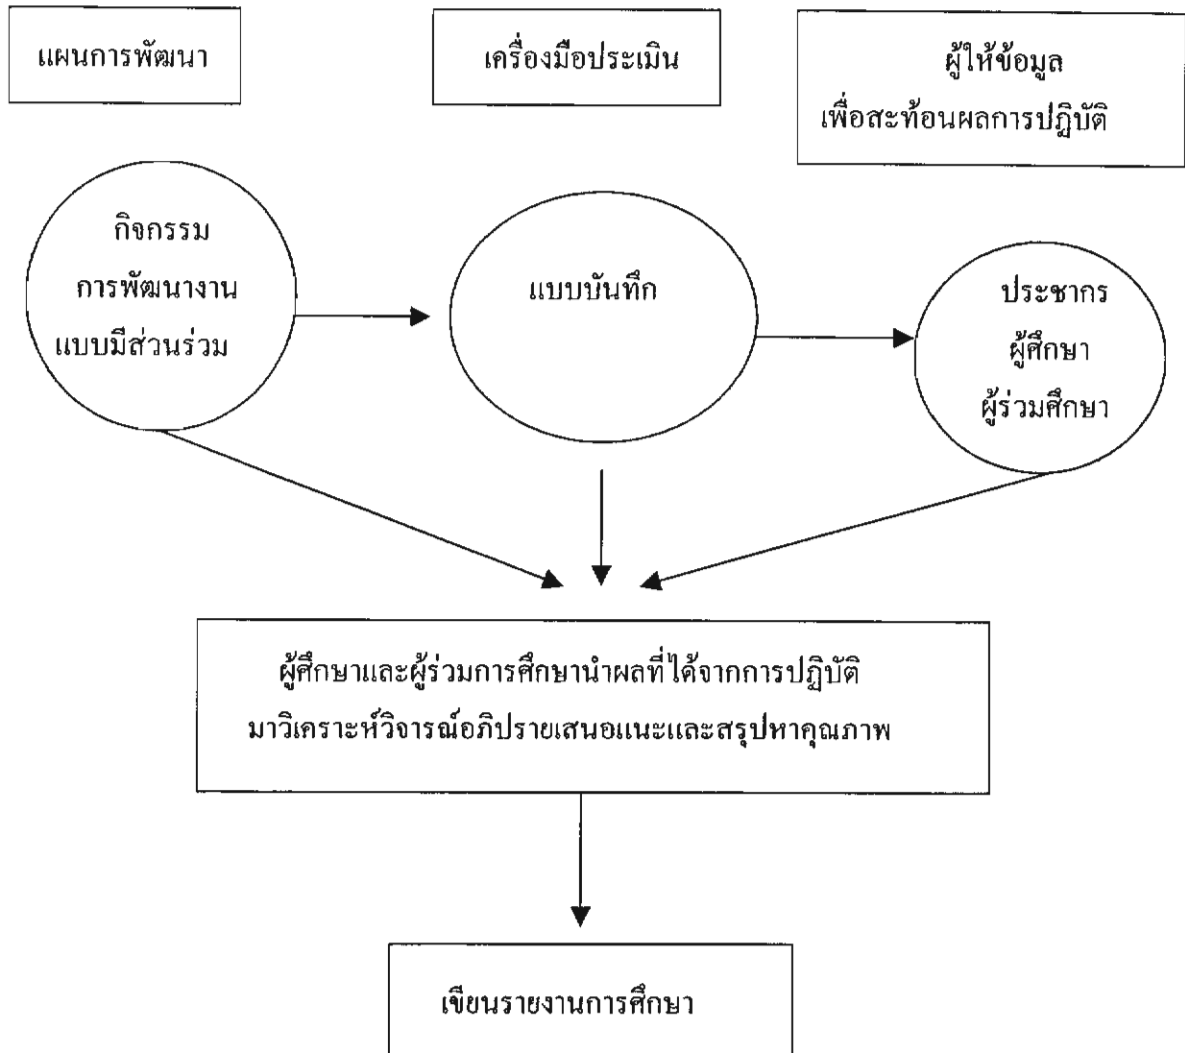 แผนการพัฒนา
เครื่องมือประเมิน
ผู้ให้ข้อมูล
เพื่อสะท้อนผลการปฏิบัติ
กิจกรรม
การพัฒนางาน
แบบมีส่วนร่วม
แบบบันทึก
ประชากร
ผู้ศึกษา
ผู้ร่วมศึกษา
ผู้ศึกษาและผู้ร่วมการศึกษานำผลที่ได้จากการปฏิบัติ
มาวิเคราะห์วิจารณ์อภิปรายเสนอแนะและสรุปหาคุณภาพ
เขียนรายงานการศึกษา